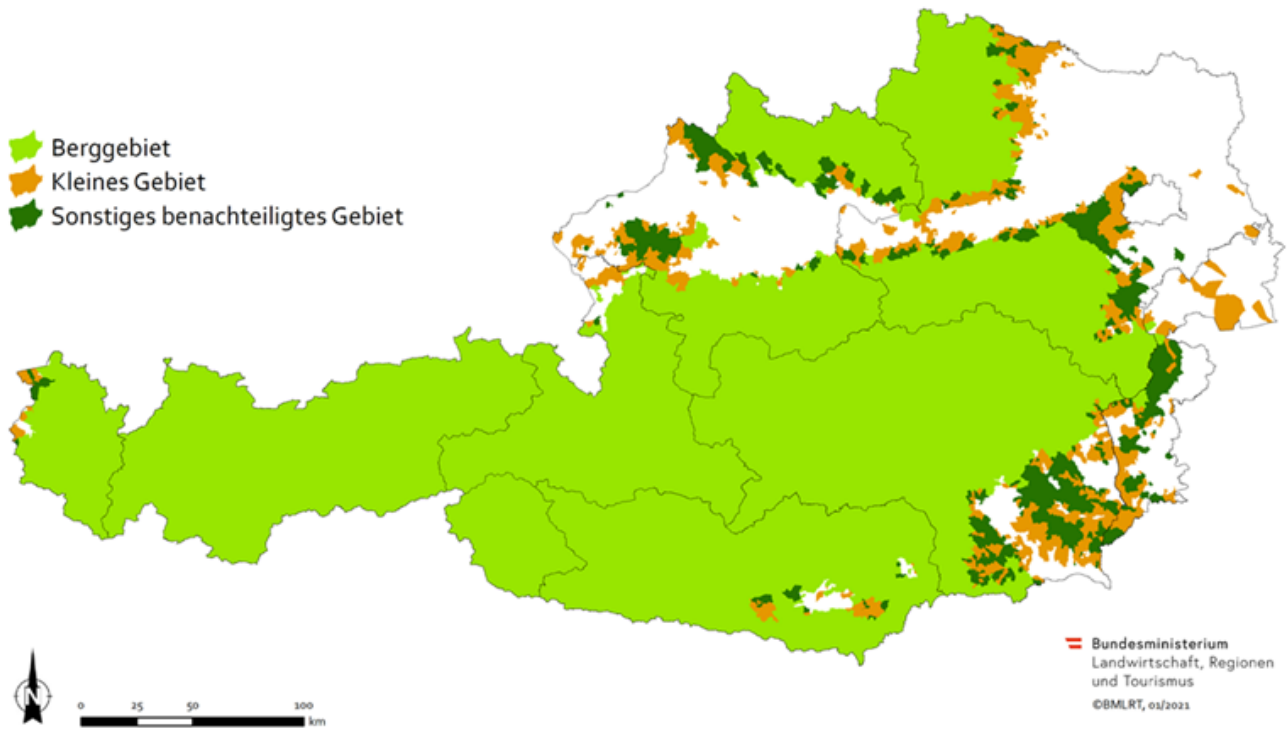 Berggebiet
Kleines Gebiet
Sonstiges benachteiligtes Gebiet
N
0 25 50 100
km
Bundesministerium
Landwirtschaft, Regionen
und Tourismus
©BMLRT, 01/2021